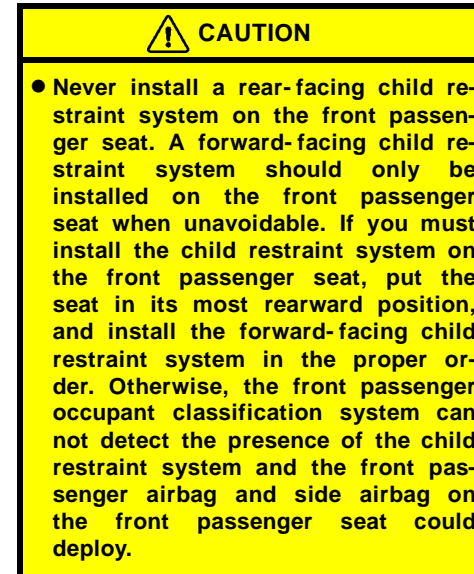 CAUTION
● Never install a rear-facing child re-
straint system on the front passen-
ger seat. A forward-facing child re-
straint system should only be
installed on the front passenger
seat when unavoidable. If you must
install the child restraint system on
the front passenger seat, put the
seat in its most rearward position,
and install the forward-facing child
restraint system in the proper or-
der. Otherwise, the front passenger
occupant classification system can
not detect the presence of the child
restraint system and the front pas-
senger airbag and side airbag on
the front passenger seat could
deploy.